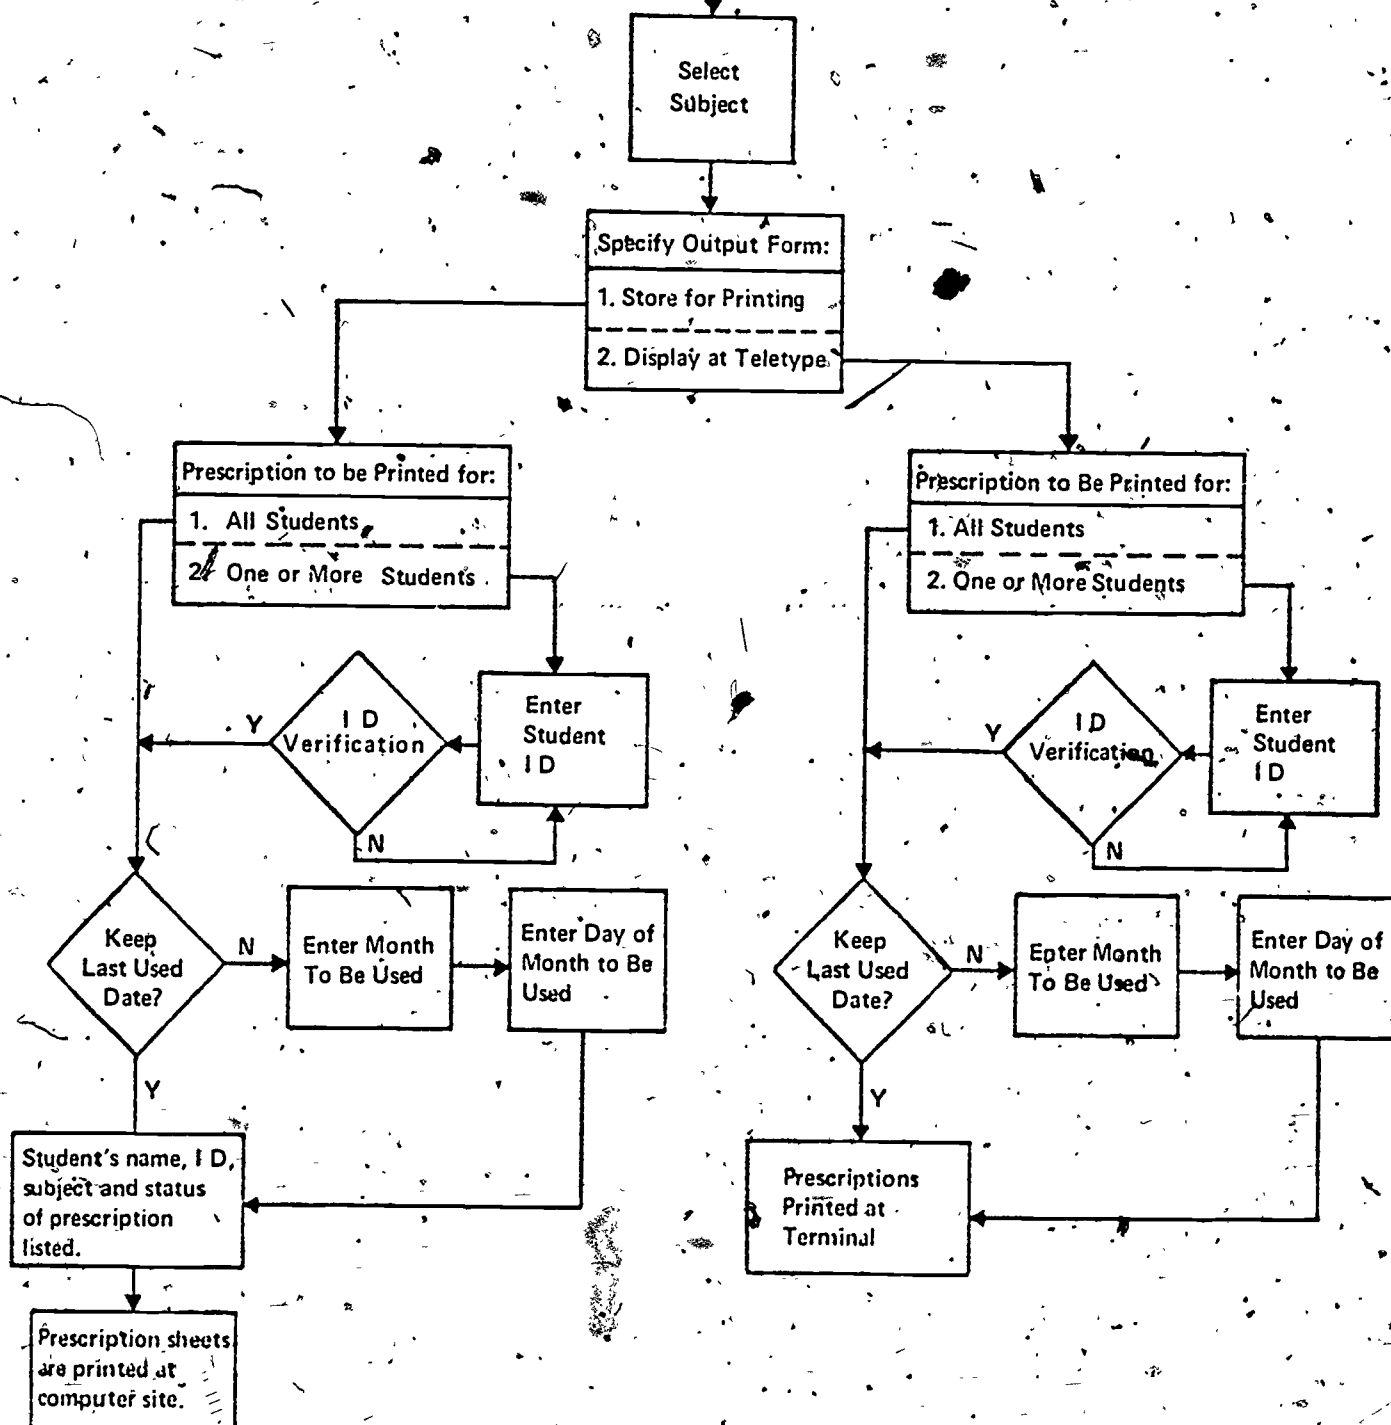 Select
Subject
Specify Output Form:
1. Store for Printing
2. Display at Teletype
Prescription to be Printed for:
1. All Students
2. One or More Students
Prescription to Be Printed for:
1. All Students
2. One or More Students
Enter
Student
I D
I D
Verification
Y
N
Enter
Student
I D
I D
Verification
Y
N
Keep
Last Used
Date?
N
Enter Month
To Be Used
Enter Day of
Month to Be
Used
Y
Keep
Last Used
Date?
N
Enter Month
To Be Used
Enter Day of
Month to Be
Used
Y
Student's name, I D,
subject and status
of prescription
listed.
Prescriptions
Printed at
Terminal
Prescription sheets
are printed at
computer site.